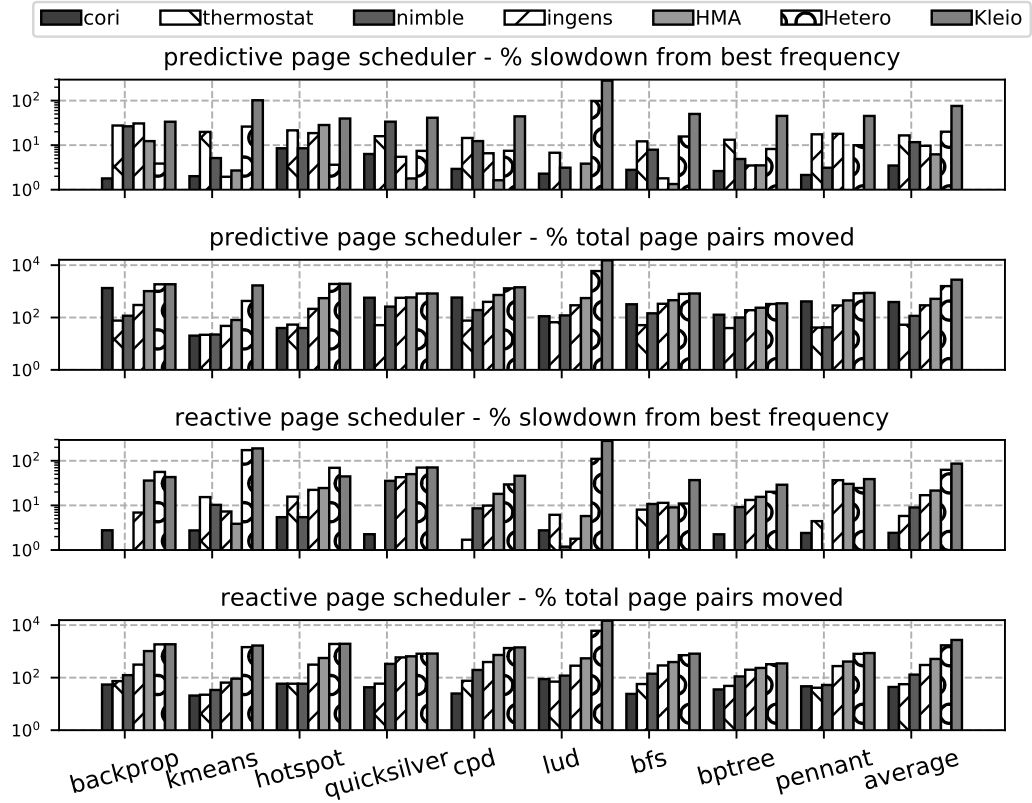 cori thermostat nimble ingens HMA Hetero Kleio
predictive page scheduler - % slowdown from best frequency
10²
10¹
10⁰
predictive page scheduler - % total page pairs moved
10⁴
10²
10⁰
reactive page scheduler - % slowdown from best frequency
10²
10¹
10⁰
reactive page scheduler - % total page pairs moved
10⁴
10²
10⁰
backprop kmeans hotspot quicksilver cpd lud bfs bptree pennant average